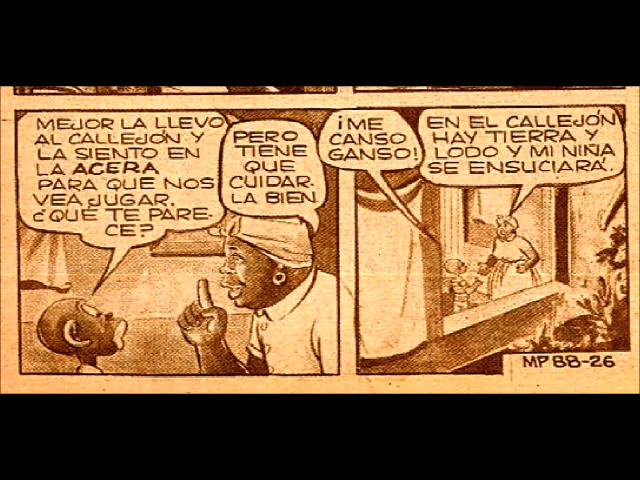 MEJOR LA LLEVO
AL CALLEJÓN Y
LA SIENTO EN
LA ACERA
PARA QUE NOS
VEA JUGAR.
¿QUÉ TE PARE-
CE?
PERO
TIENE
QUE
CUIDAR-
LA BIEN
¡ME
CANSO
GANSO!
EN EL CALLEJÓN
HAY TIERRA Y
LODO Y MI NIÑA
SE ENSUCIARÁ.
MP 88-26